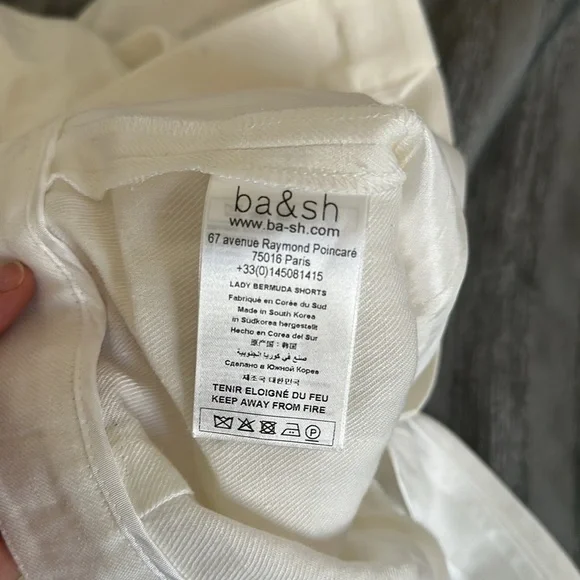 ba&sh
www.ba-sh.com
67 avenue Raymond Poincaré
75016 Paris
+33(0)145081415
LADY BERMUDA SHORTS
Fabriqué en Corée du Sud
Made in South Korea
in Südkorea hergestellt
Hecho en Corea del Sur
原产国：韩国
صنع في كوريا الجنوبية
Сделано в Южной Корее
제조국 대한민국
TENIR ELOIGNÉ DU FEU
KEEP AWAY FROM FIRE
P